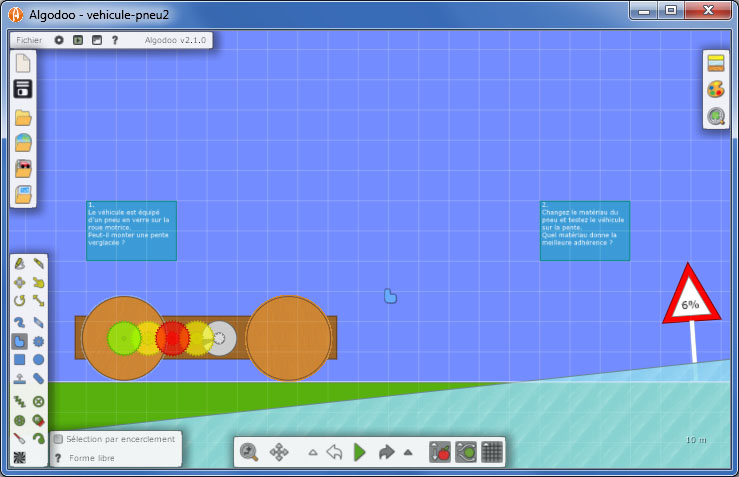 Algodoo - vehicule-pneu2
Fichier ? Algodoo v2.1.0
1.
Le véhicule est équipé
d'un pneu en verre sur la
roue motrice.
Peut-il monter une pente
verglacée ?
2.
Changez le matériau du
pneu et testez le véhicule
sur la pente.
Quel matériau donne la
meilleure adhérence ?
6%
10 m
Sélection par encerclement
? Forme libre